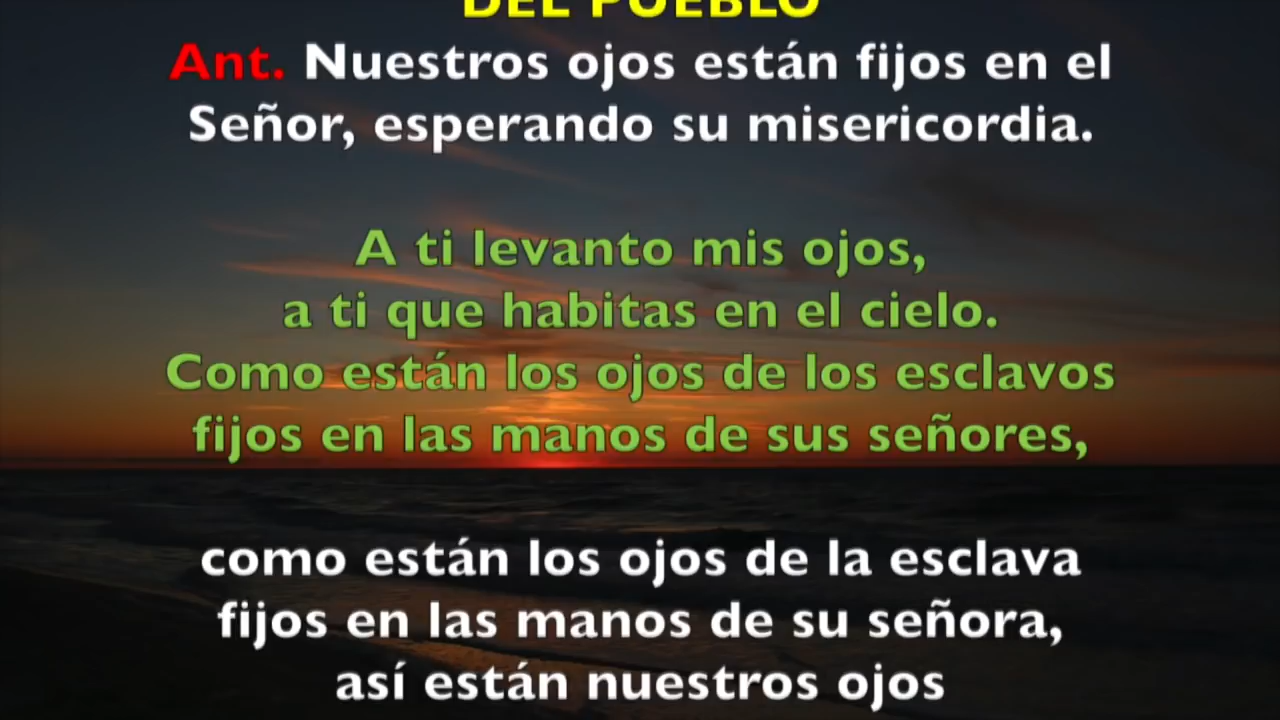 DEL PUEBLO
Ant. Nuestros ojos están fijos en el
Señor, esperando su misericordia.
A ti levanto mis ojos,
a ti que habitas en el cielo.
Como están los ojos de los esclavos
fijos en las manos de sus señores,
como están los ojos de la esclava
fijos en las manos de su señora,
así están nuestros ojos